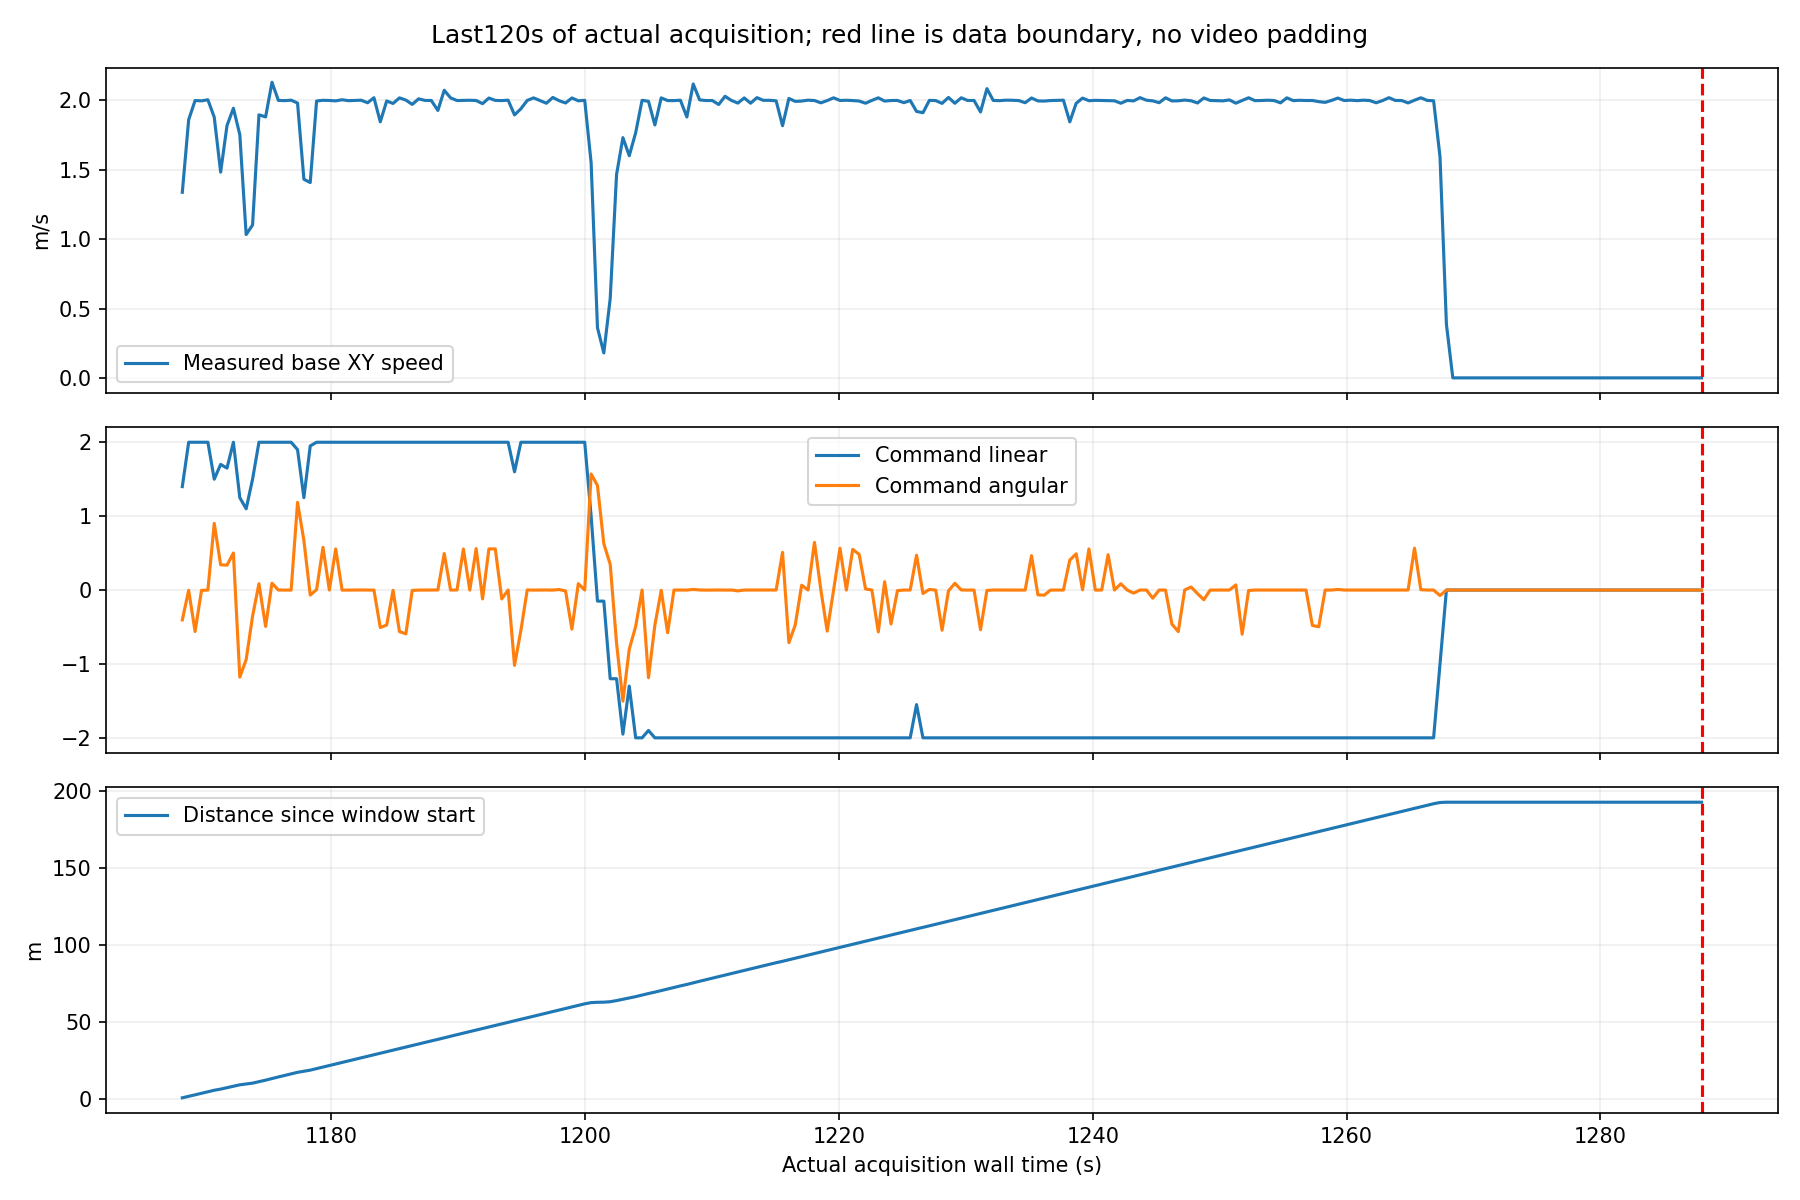 Last120s of actual acquisition; red line is data boundary, no video padding
2.0
1.5
1.0
0.5
0.0
m/s
Measured base XY speed
2
1
0
−1
−2
Command linear
Command angular
200
150
100
50
0
m
Distance since window start
1180 1200 1220 1240 1260 1280
Actual acquisition wall time (s)